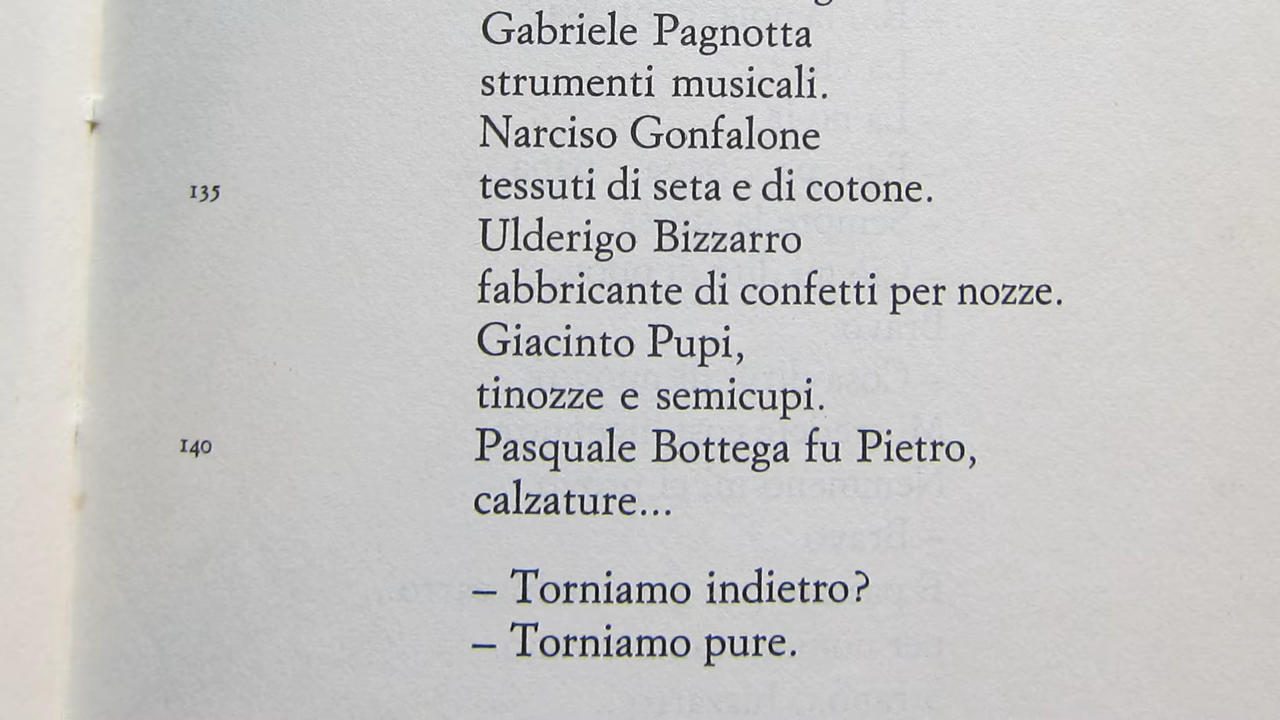 Gabriele Pagnotta
strumenti musicali.
Narciso Gonfalone
135 tessuti di seta e di cotone.
Ulderigo Bizzarro
fabbricante di confetti per nozze.
Giacinto Pupi,
tinozze e semicupi.
140 Pasquale Bottega fu Pietro,
calzature...
– Torniamo indietro?
– Torniamo pure.